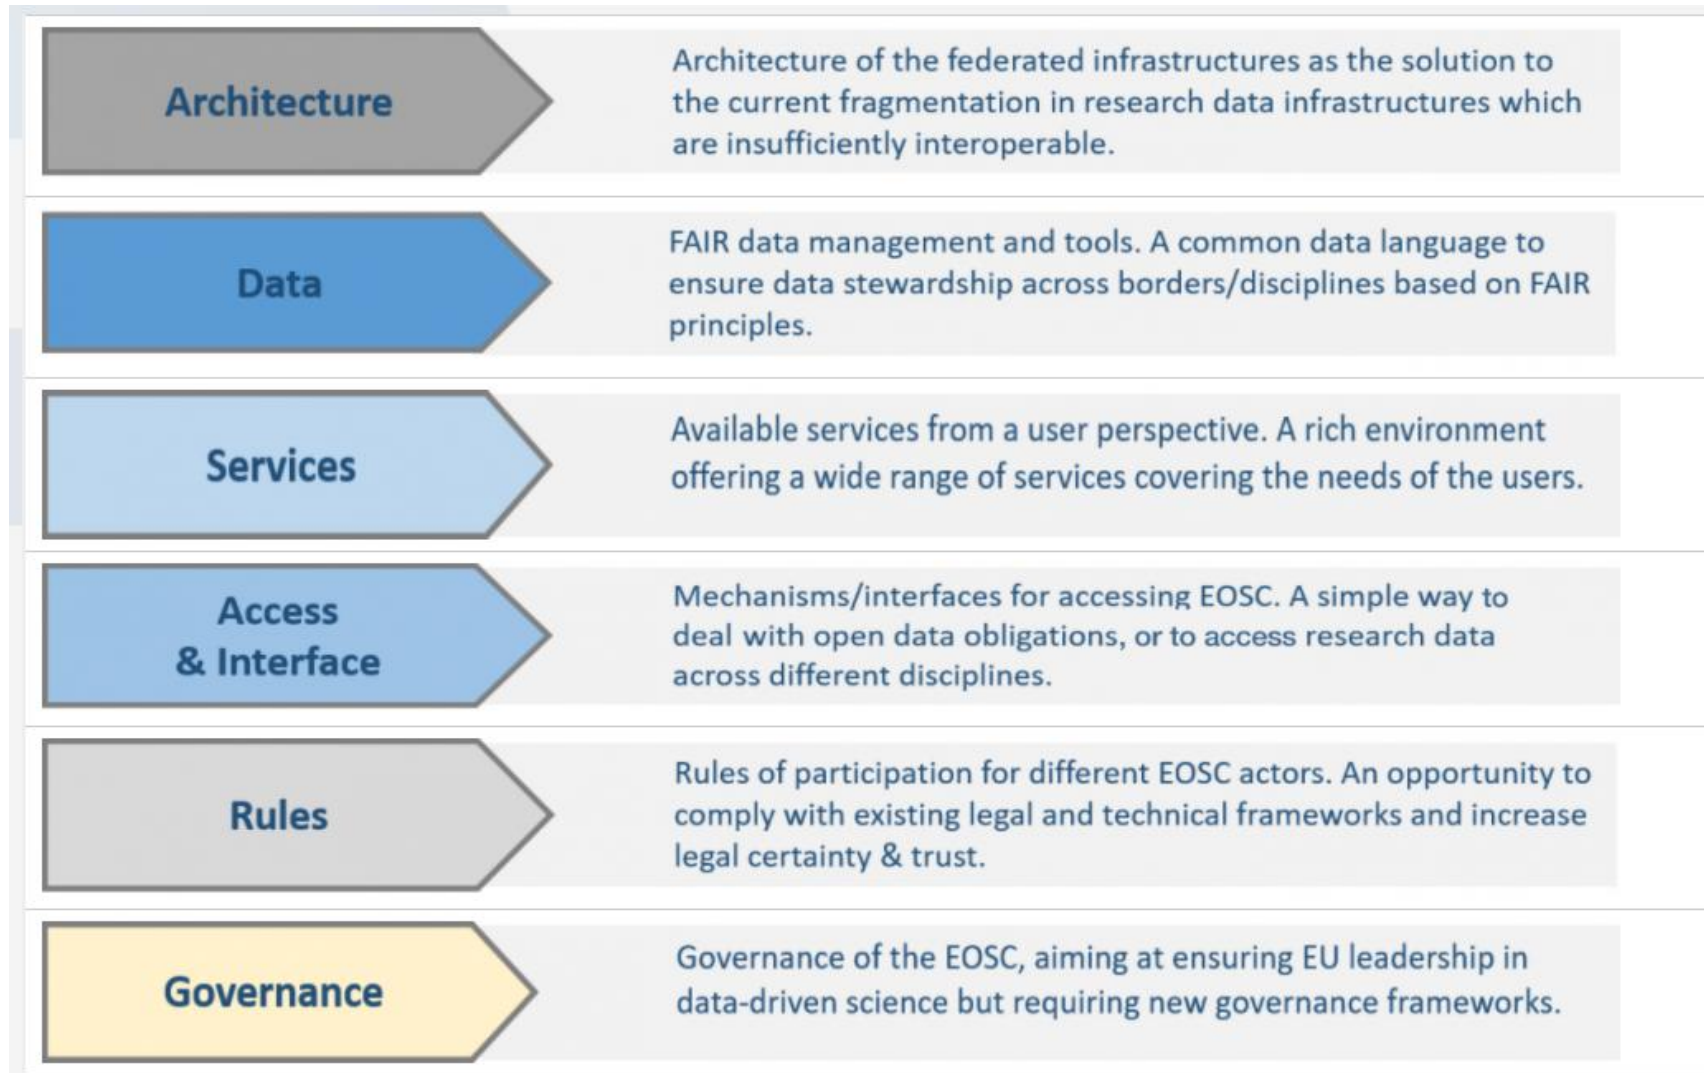 Architecture
Architecture of the federated infrastructures as the solution to
the current fragmentation in research data infrastructures which
are insufficiently interoperable.
Data
FAIR data management and tools. A common data language to
ensure data stewardship across borders/disciplines based on FAIR
principles.
Services
Available services from a user perspective. A rich environment
offering a wide range of services covering the needs of the users.
Access
& Interface
Mechanisms/interfaces for accessing EOSC. A simple way to
deal with open data obligations, or to access research data
across different disciplines.
Rules
Rules of participation for different EOSC actors. An opportunity to
comply with existing legal and technical frameworks and increase
legal certainty & trust.
Governance
Governance of the EOSC, aiming at ensuring EU leadership in
data-driven science but requiring new governance frameworks.